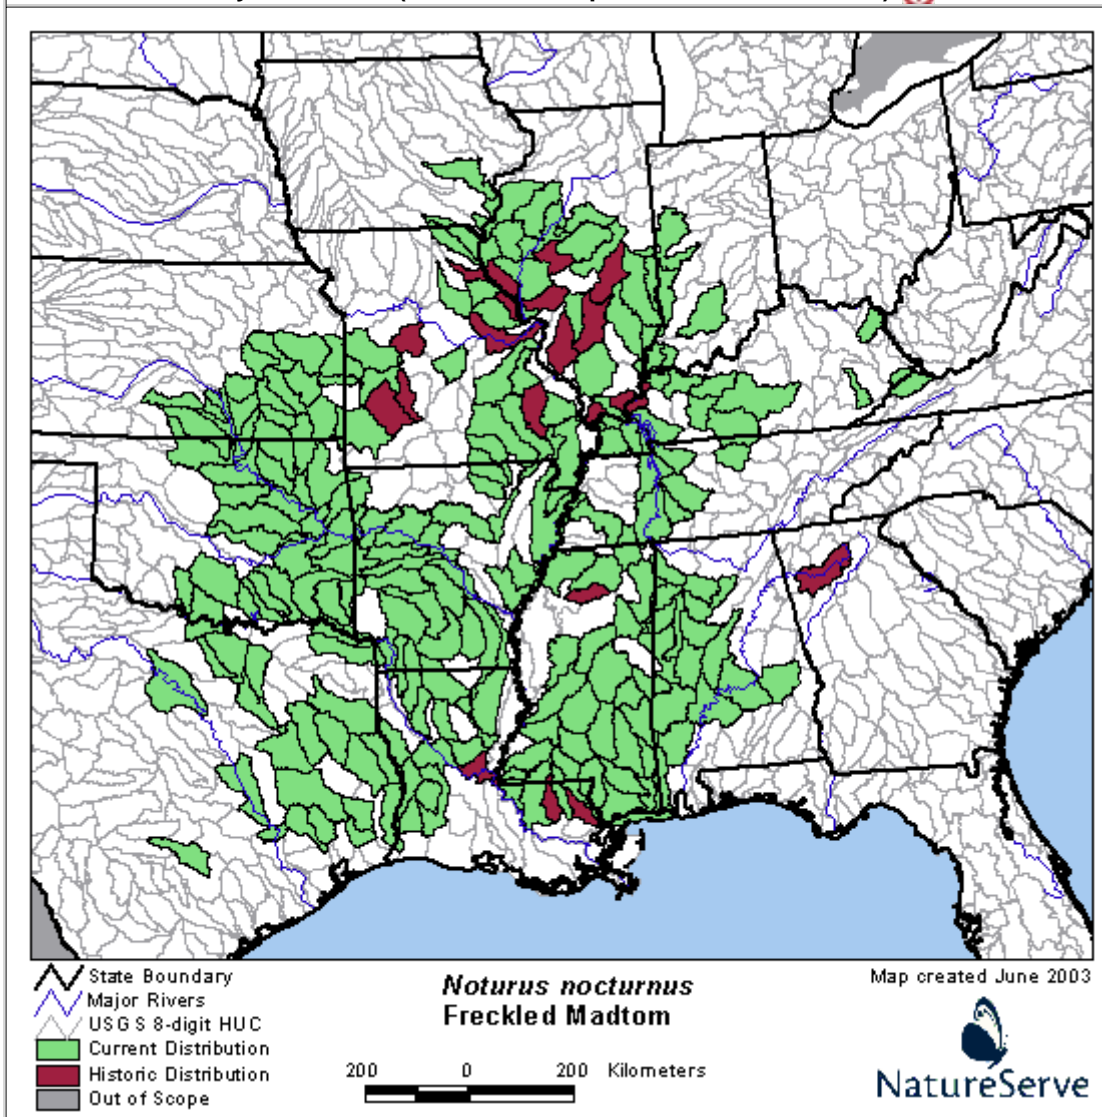 State Boundary
Major Rivers
USGS 8-digit HUC
Current Distribution
Historic Distribution
Out of Scope
Noturus nocturnus
Freckled Madtom
200 0 200 Kilometers
Map created June 2003
NatureServe